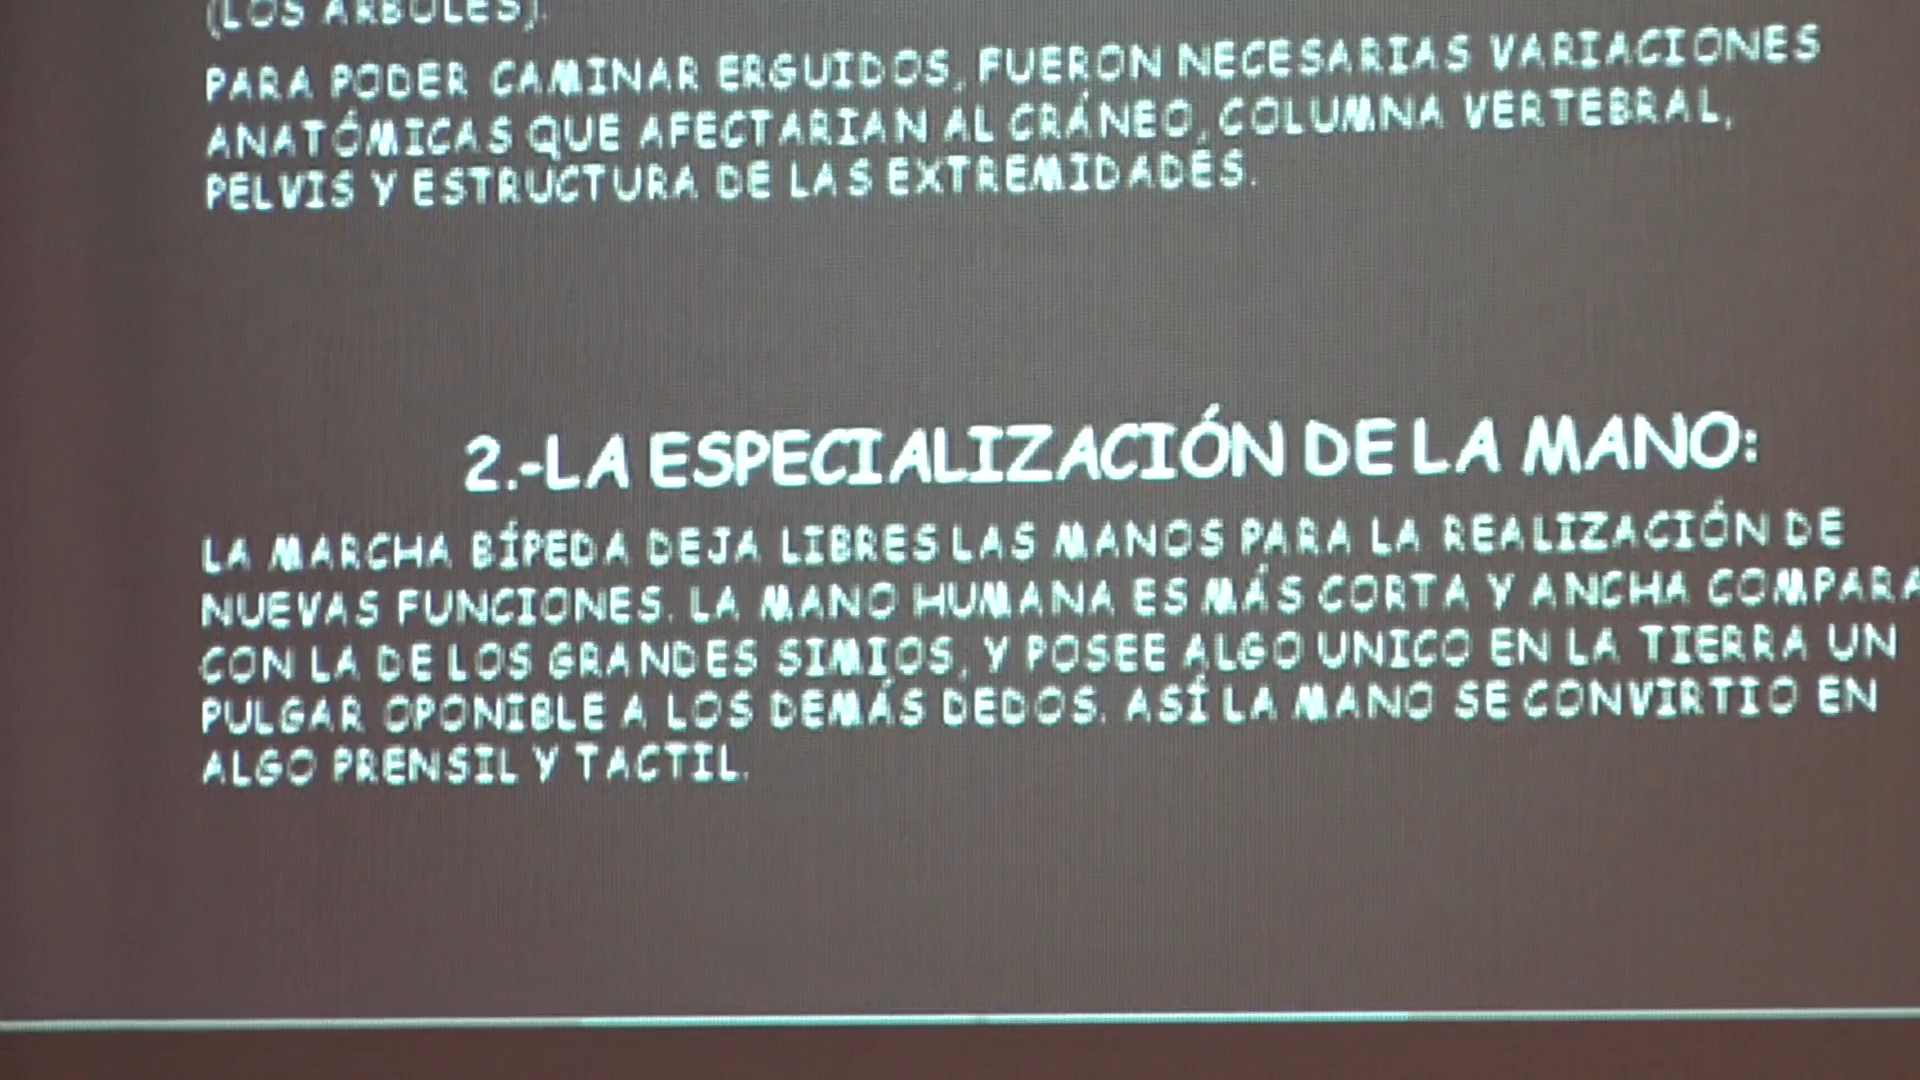 (LOS ARBOLES).
PARA PODER CAMINAR ERGUIDOS, FUERON NECESARIAS VARIACIONES
ANATÓMICAS QUE AFECTARIAN AL CRÁNEO, COLUMNA VERTEBRAL,
PELVIS Y ESTRUCTURA DE LAS EXTREMIDADES.
2.-LA ESPECIALIZACIÓN DE LA MANO:
LA MARCHA BÍPEDA DEJA LIBRES LAS MANOS PARA LA REALIZACIÓN DE
NUEVAS FUNCIONES. LA MANO HUMANA ES MÁS CORTA Y ANCHA COMPARA
CON LA DE LOS GRANDES SIMIOS, Y POSEE ALGO UNICO EN LA TIERRA UN
PULGAR OPONIBLE A LOS DEMÁS DEDOS. ASÍ LA MANO SE CONVIRTIO EN
ALGO PRENSIL Y TACTIL.